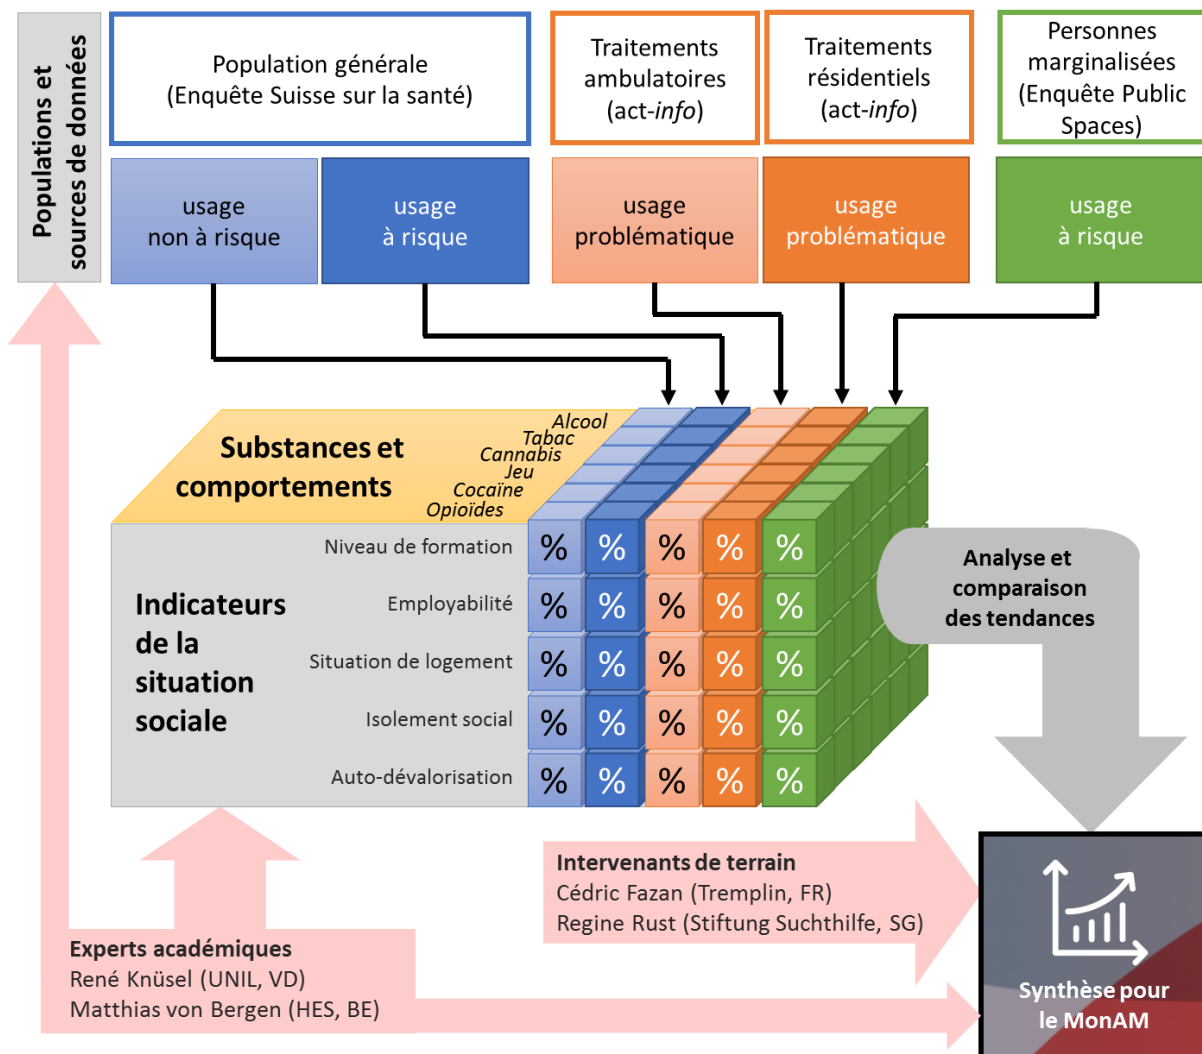 Populations et
sources de données
Population générale
(Enquête Suisse sur la santé)
Traitements
ambulatoires
(act-info)
Traitements
résidentiels
(act-info)
Personnes
marginalisées
(Enquête Public
Spaces)
usage
non à risque
usage
à risque
usage
problématique
usage
problématique
usage
à risque
Substances et
comportements
Alcool
Tabac
Cannabis
Jeu
Cocaïne
Opioïdes
Indicateurs
de la
situation
sociale
Niveau de formation
% % % % %
Employabilité
% % % % %
Situation de logement
% % % % %
Isolement social
% % % % %
Auto-dévalorisation
% % % % %
Analyse et
comparaison
des tendances
Intervenants de terrain
Cédric Fazan (Tremplin, FR)
Regine Rust (Stiftung Suchthilfe, SG)
Experts académiques
René Knüsel (UNIL, VD)
Matthias von Bergen (HES, BE)
Synthèse pour
le MonAM